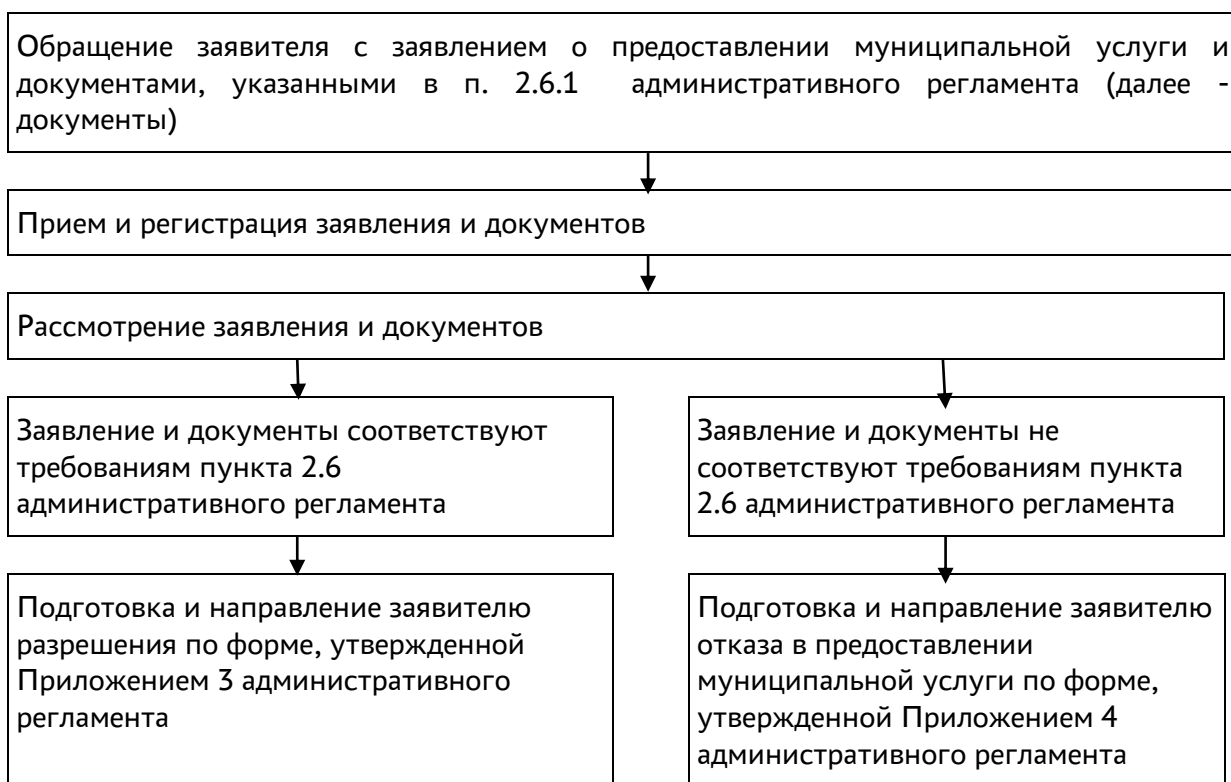 Обращение заявителя с заявлением о предоставлении муниципальной услуги и
документами, указанными в п. 2.6.1 административного регламента (далее -
документы)
Прием и регистрация заявления и документов
Рассмотрение заявления и документов
Заявление и документы соответствуют
требованиям пункта 2.6
административного регламента
Заявление и документы не
соответствуют требованиям пункта
2.6 административного регламента
Подготовка и направление заявителю
разрешения по форме, утвержденной
Приложением 3 административного
регламента
Подготовка и направление заявителю
отказа в предоставлении
муниципальной услуги по форме,
утвержденной Приложением 4
административного регламента